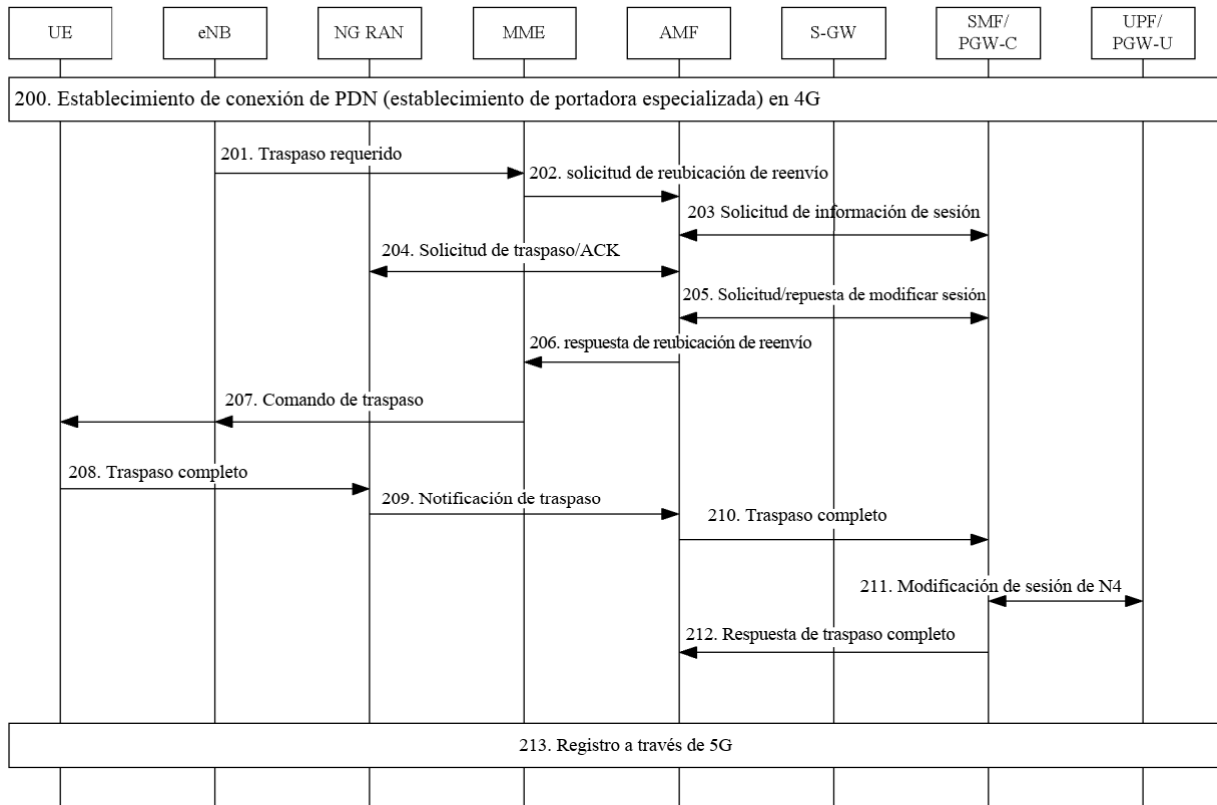 UE
eNB
NG RAN
MME
AMF
S-GW
SMF/
PGW-C
UPF/
PGW-U
200. Establecimiento de conexión de PDN (establecimiento de portadora especializada) en 4G
201. Traspaso requerido
202. solicitud de reubicación de reenvío
203 Solicitud de información de sesión
204. Solicitud de traspaso/ACK
205. Solicitud/repuesta de modificar sesión
206. respuesta de reubicación de reenvío
207. Comando de traspaso
208. Traspaso completo
209. Notificación de traspaso
210. Traspaso completo
211. Modificación de sesión de N4
212. Respuesta de traspaso completo
213. Registro a través de 5G